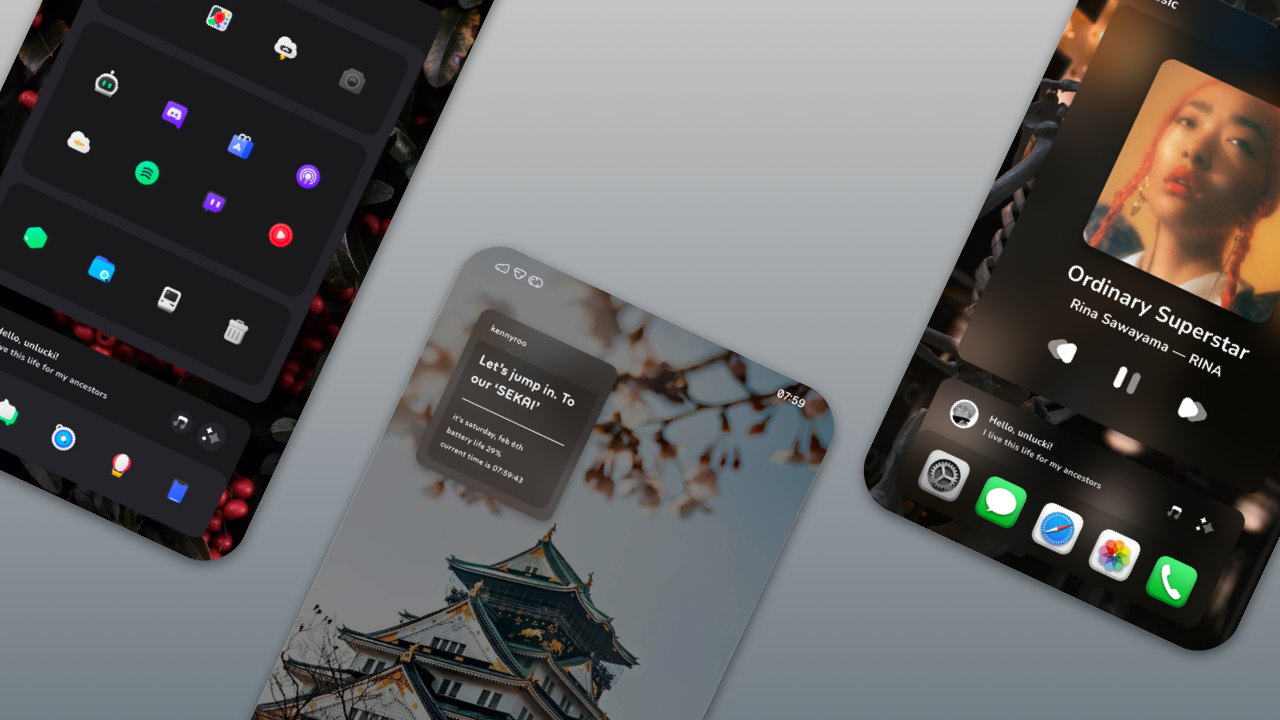 Hello, unlucki!
I live this life for my ancestors
kennyroo
Let's jump in. To
our 'SEKAI'
it's saturday, feb 6th
battery life 29%
current time is 07:59:43
07:59
Ordinary Superstar
Rina Sawayama — RINA
Hello, unlucki!
I live this life for my ancestors